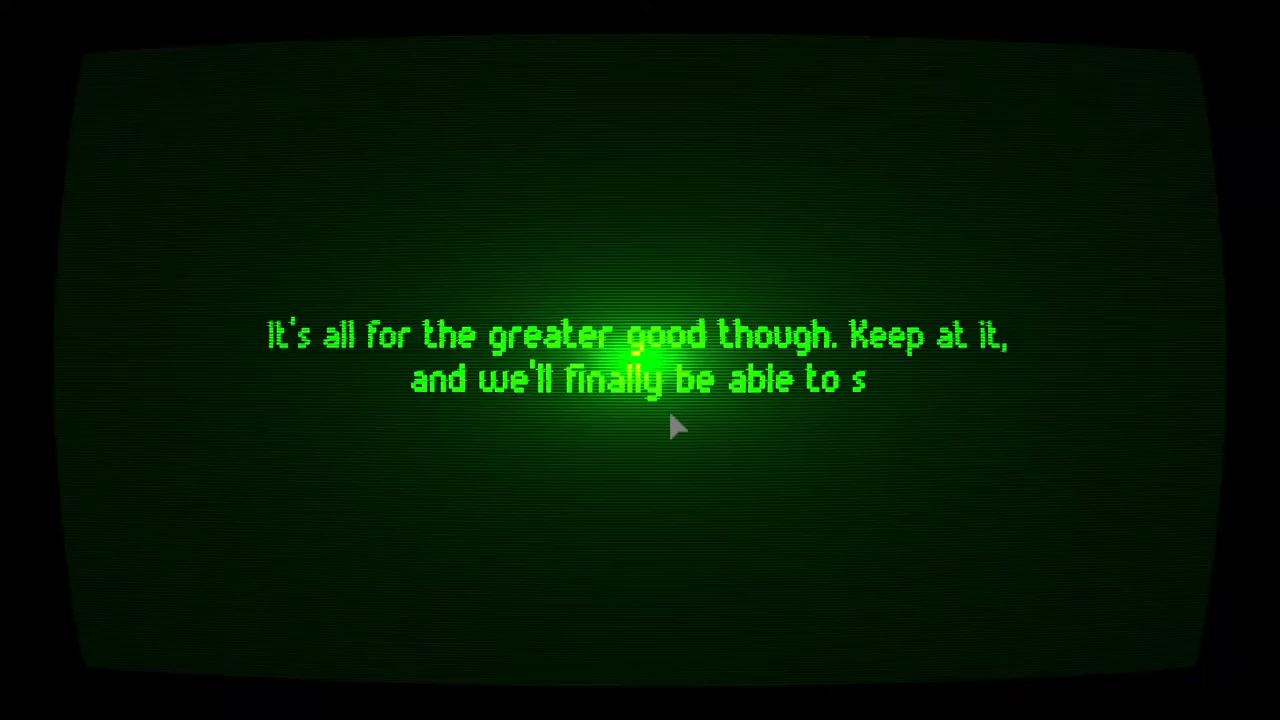 It's all for the greater good though. Keep at it,
and we'll finally be able to s